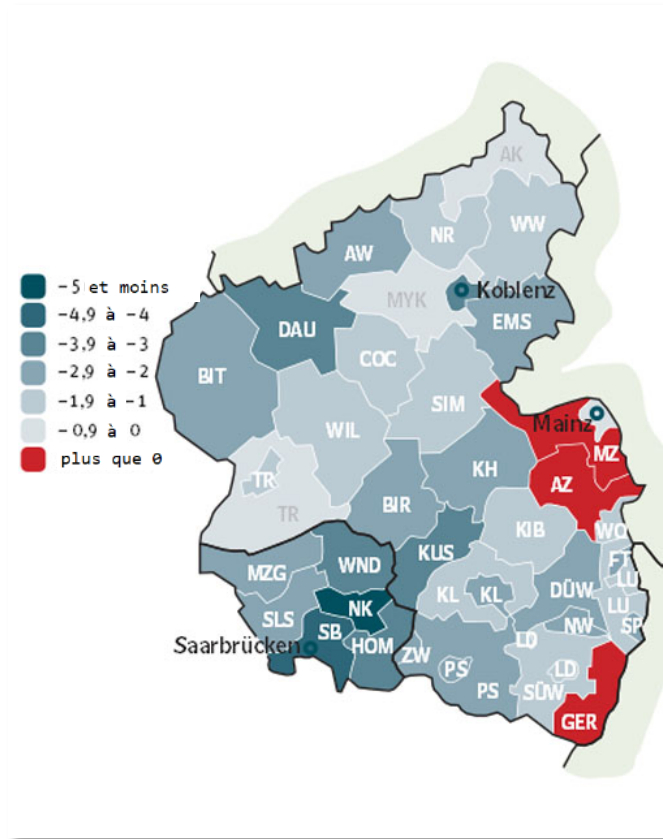 AK
WW
NR
AW
-5 et moins
MYK
Koblenz
-4,9 à -4
EMS
DAU
-3,9 à -3
COC
BIT
-2,9 à -2
SIM
-1,9 à -1
Mainz
WIL
-0,9 à 0
MZ
plus que 0
KH
TR
AZ
BIR
TR
KIB
WO
KUS
FT
WND
MZG
LU
DÜW
KL
KL
NK
LU
SLS
NW
SP
SB
LD
Saarbrücken
HOM
ZW
PS
LD
PS
SÜW
GER